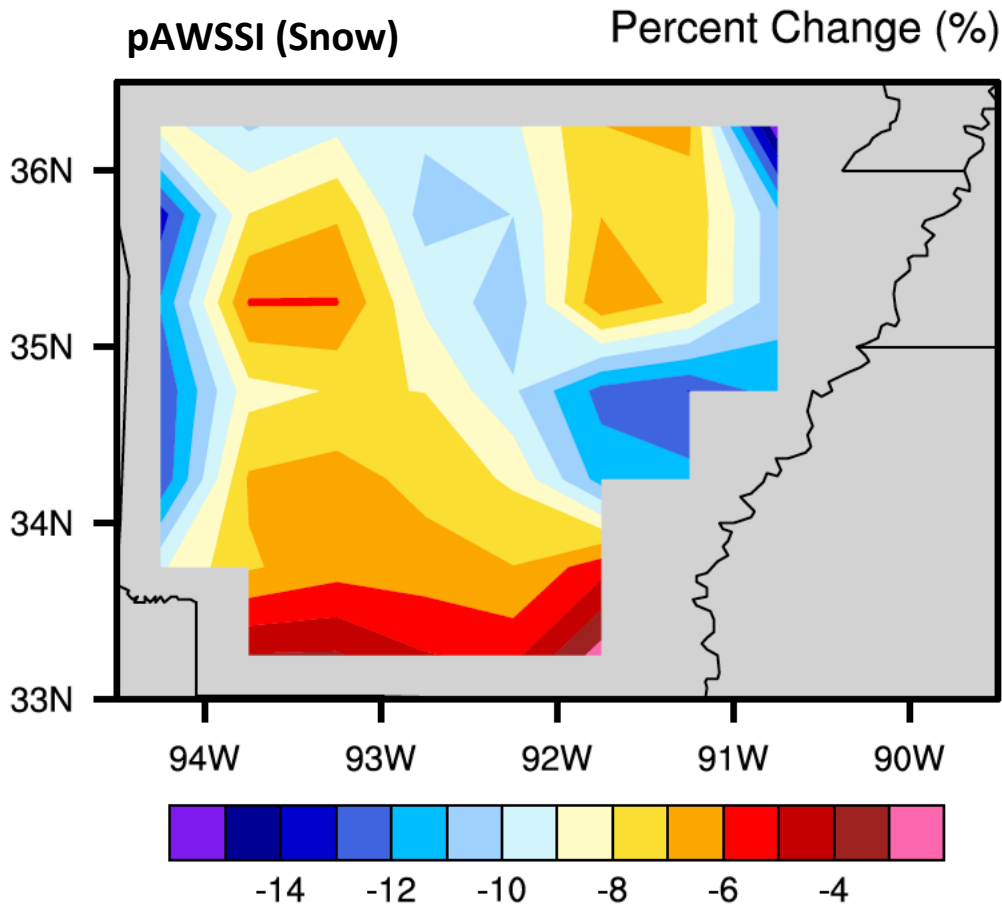 pAWSSI (Snow) Percent Change (%)
36N
35N
34N
33N
94W 93W 92W 91W 90W
-14 -12 -10 -8 -6 -4